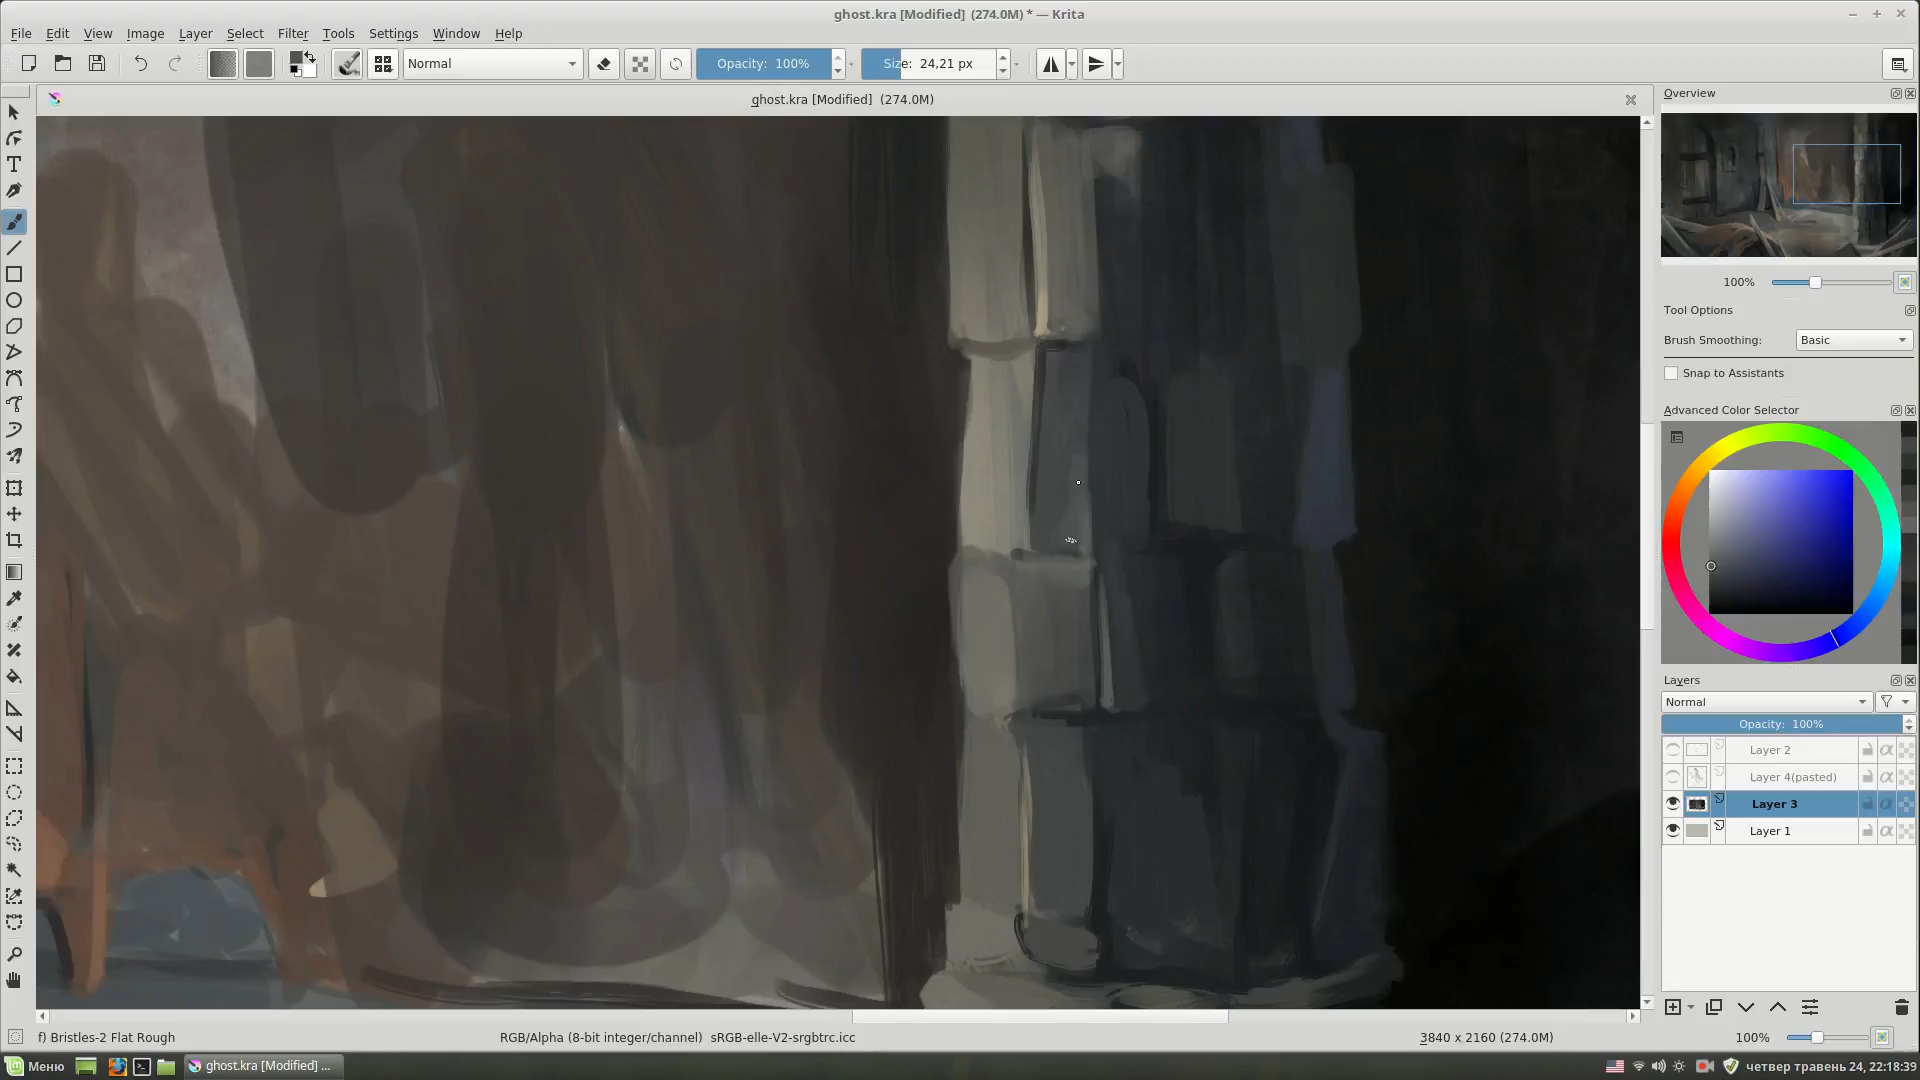 ghost.kra [Modified]  (274.0M) * — Krita
File Edit View Image Layer Select Filter Tools Settings Window Help
Normal
Opacity:  100%
Size:  24,21 px
ghost.kra [Modified]  (274.0M)
Overview
100%
Tool Options
Brush Smoothing:
Basic
Snap to Assistants
Advanced Color Selector
Layers
Normal
Opacity:  100%
Layer 2
Layer 4(pasted)
Layer 3
Layer 1
f) Bristles-2 Flat Rough
RGB/Alpha (8-bit integer/channel)  sRGB-elle-V2-srgbtrc.icc
3840 x 2160 (274.0M)
100%
Меню
ghost.kra [Modified] ...
четвер травень 24, 22:18:39